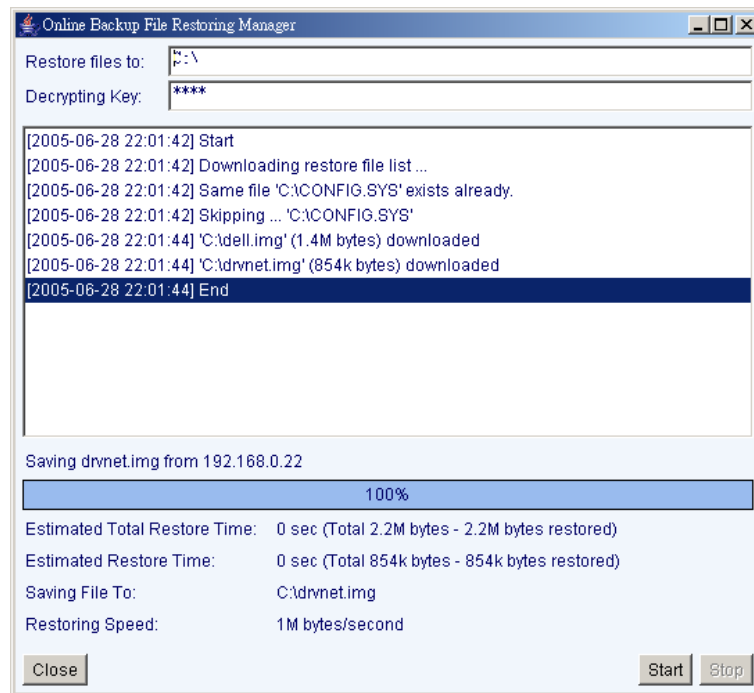 Online Backup File Restoring Manager
Restore files to:
Decrypting Key: ****
[2005-06-28 22:01:42] Start
[2005-06-28 22:01:42] Downloading restore file list ...
[2005-06-28 22:01:42] Same file 'C:\CONFIG.SYS' exists already.
[2005-06-28 22:01:42] Skipping ... 'C:\CONFIG.SYS'
[2005-06-28 22:01:44] 'C:\dell.img' (1.4M bytes) downloaded
[2005-06-28 22:01:44] 'C:\drvnet.img' (854k bytes) downloaded
[2005-06-28 22:01:44] End
Saving drvnet.img from 192.168.0.22
100%
Estimated Total Restore Time: 0 sec (Total 2.2M bytes - 2.2M bytes restored)
Estimated Restore Time: 0 sec (Total 854k bytes - 854k bytes restored)
Saving File To: C:\drvnet.img
Restoring Speed: 1M bytes/second
Close Start Stop